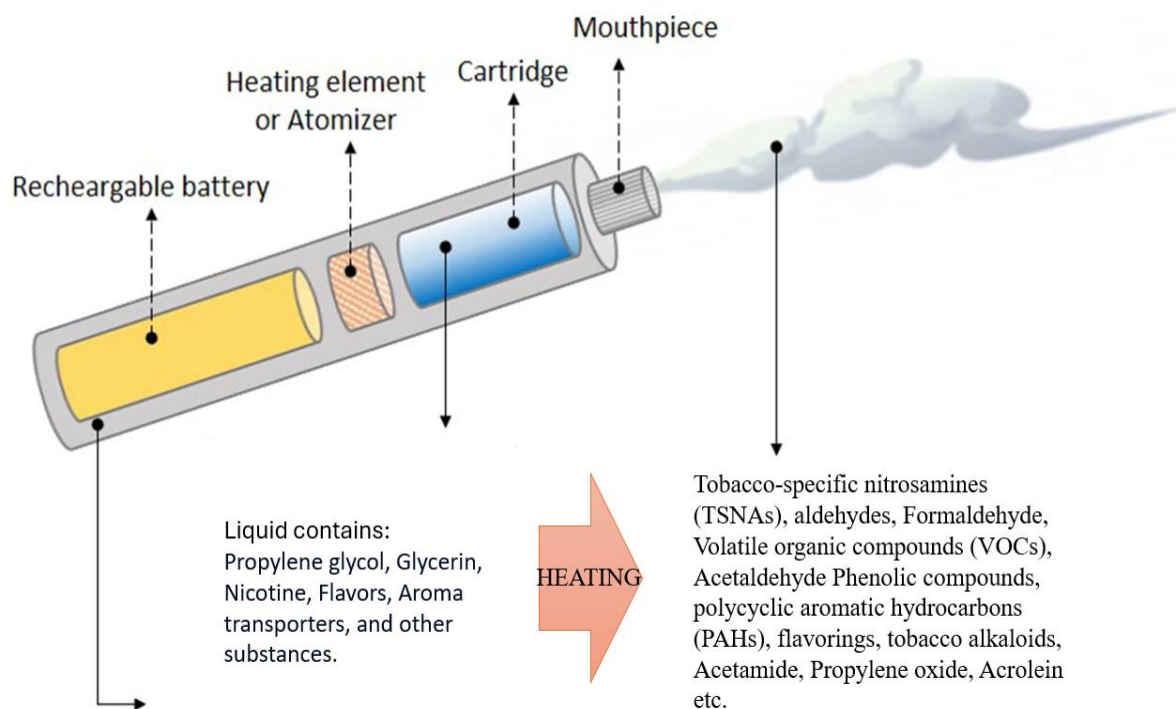 Mouthpiece
Cartridge
Heating element
or Atomizer
Recheargable battery
Liquid contains:
Propylene glycol, Glycerin,
Nicotine, Flavors, Aroma
transporters, and other
substances.
HEATING
Tobacco-specific nitrosamines
(TSNAs), aldehydes, Formaldehyde,
Volatile organic compounds (VOCs),
Acetaldehyde Phenolic compounds,
polycyclic aromatic hydrocarbons
(PAHs), flavorings, tobacco alkaloids,
Acetamide, Propylene oxide, Acrolein
etc.